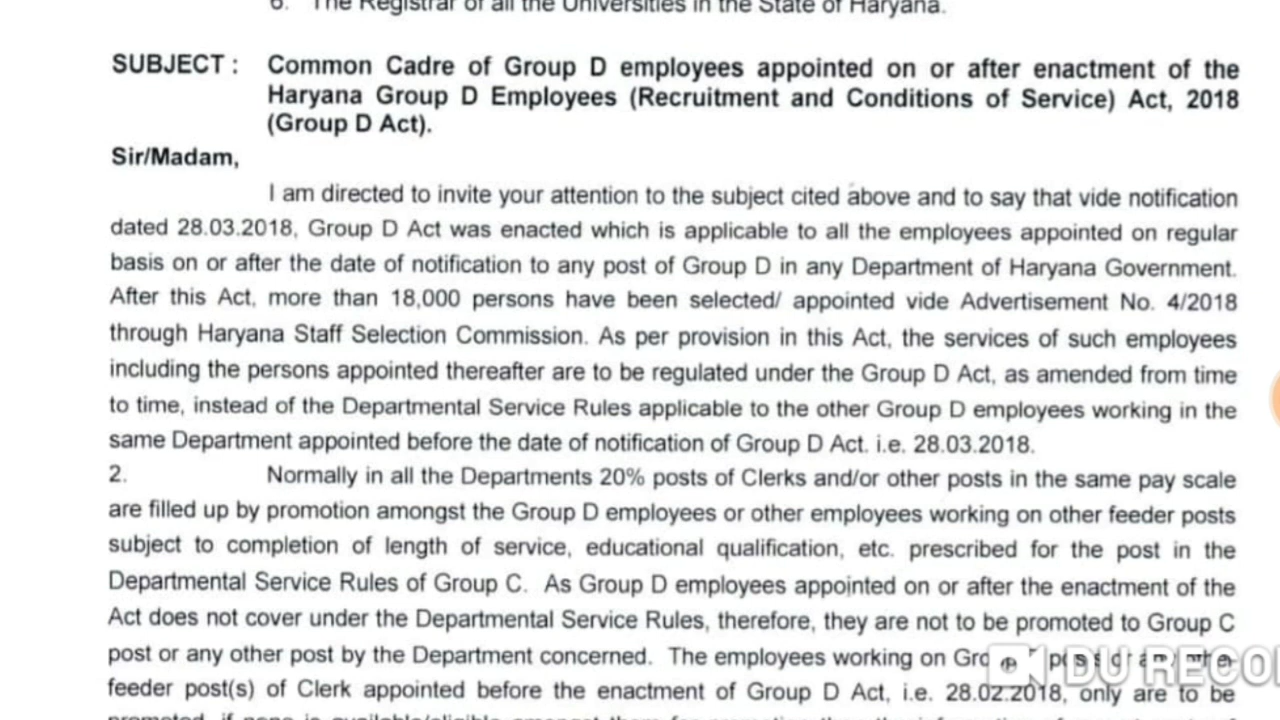 6. The Registrar of all the Universities in the State of Haryana.
SUBJECT : Common Cadre of Group D employees appointed on or after enactment of the
Haryana Group D Employees (Recruitment and Conditions of Service) Act, 2018
(Group D Act).
Sir/Madam,
I am directed to invite your attention to the subject cited above and to say that vide notification
dated 28.03.2018, Group D Act was enacted which is applicable to all the employees appointed on regular
basis on or after the date of notification to any post of Group D in any Department of Haryana Government.
After this Act, more than 18,000 persons have been selected/ appointed vide Advertisement No. 4/2018
through Haryana Staff Selection Commission. As per provision in this Act, the services of such employees
including the persons appointed thereafter are to be regulated under the Group D Act, as amended from time
to time, instead of the Departmental Service Rules applicable to the other Group D employees working in the
same Department appointed before the date of notification of Group D Act. i.e. 28.03.2018.
2. Normally in all the Departments 20% posts of Clerks and/or other posts in the same pay scale
are filled up by promotion amongst the Group D employees or other employees working on other feeder posts
subject to completion of length of service, educational qualification, etc. prescribed for the post in the
Departmental Service Rules of Group C. As Group D employees appointed on or after the enactment of the
Act does not cover under the Departmental Service Rules, therefore, they are not to be promoted to Group C
post or any other post by the Department concerned. The employees working on
DU RECO
feeder post(s) of Clerk appointed before the enactment of Group D Act, i.e. 28.02.2018, only are to be